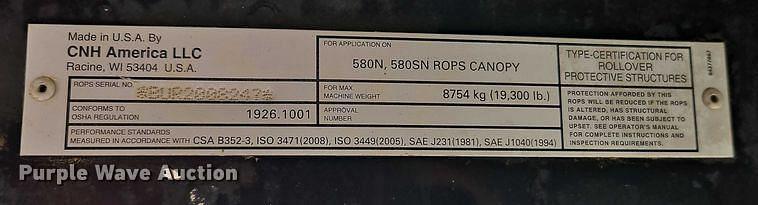 Made in U.S.A. By
CNH America LLC
Racine, WI 53404 U.S.A.
ROPS SERIAL NO.
CONFORMS TO
OSHA REGULATION
1926.1001
PERFORMANCE STANDARDS
MEASURED IN ACCORDANCE WITH CSA B352-3, ISO 3471(2008), ISO 3449(2005), SAE J231(1981), SAE J1040(1994)
FOR APPLICATION ON
580N, 580SN ROPS CANOPY
FOR MAX.
MACHINE WEIGHT
8754 kg (19,300 lb.)
APPROVAL
NUMBER
TYPE-CERTIFICATION FOR
ROLLOVER
PROTECTIVE STRUCTURES
PROTECTION AFFORDED BY THIS
ROPS WILL BE REDUCED IF THE ROPS
IS ALTERED, HAS STRUCTURAL
DAMAGE, OR HAS BEEN SUBJECT TO
UPSET. SEE OPERATOR'S MANUAL
FOR COMPLETE INSTRUCTIONS AND
INSPECTION REQUIREMENTS.
Purple Wave Auction